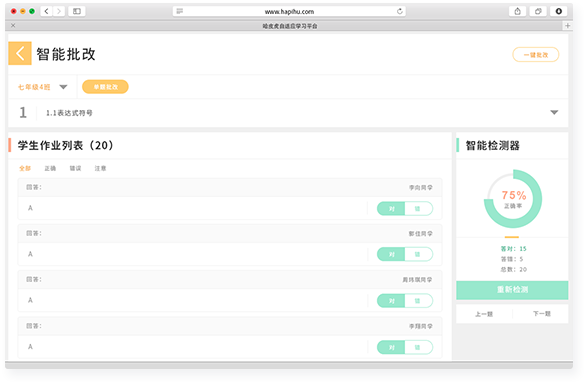 www.hapihu.com
哈皮虎自适应学习平台
智能批改
一键批改
七年级4班
单题批改
1 1.1表达式符号
学生作业列表（20）
全部 正确 错误 注意
回答： 李向同学
A 对 错
回答： 郭佳同学
A 对 错
回答： 同学
A 对 错
回答： 李翔同学
A 对 错
智能检测器
75%
正确率
答对：15
答错：5
总数：20
重新检测
上一题 下一题